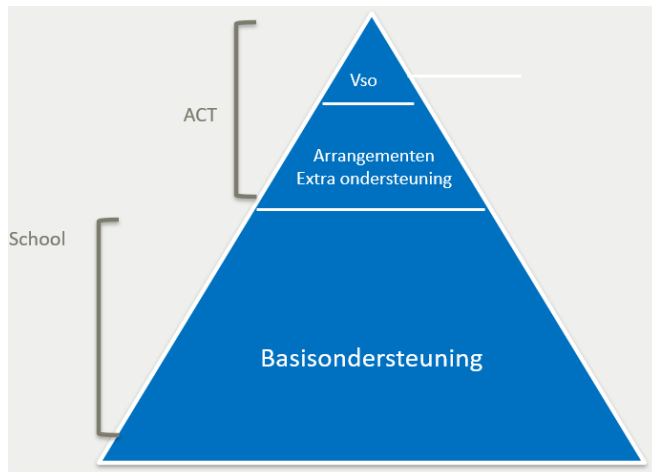 Vso
ACT
Arrangementen
Extra ondersteuning
School
Basisondersteuning